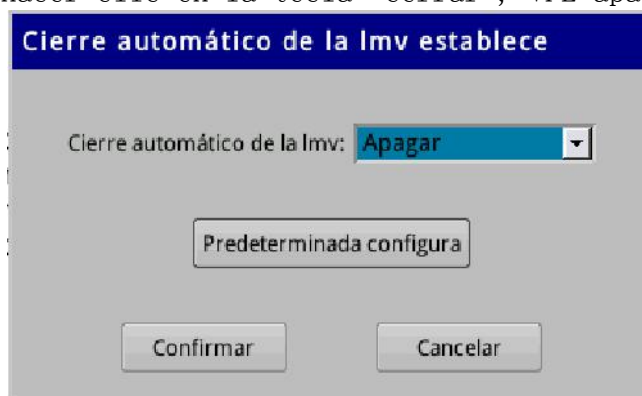 Cierre automático de la lmv establece
Cierre automático de la lmv: Apagar
Predeterminada configura
Confirmar Cancelar